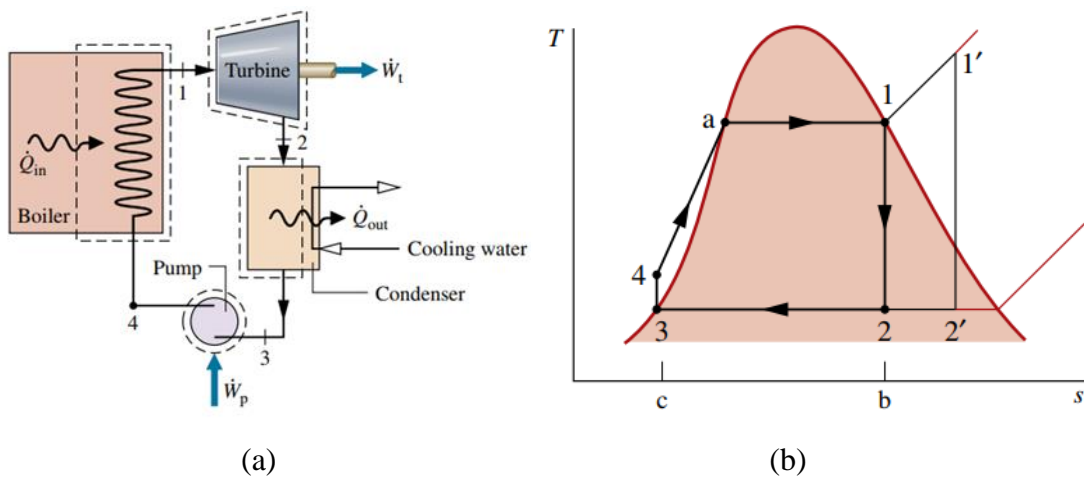 Turbine
Ẇt
1
2
Q̇in
Boiler
Q̇out
Cooling water
Condenser
Pump
4
3
Ẇp
(a)
T
1
1′
a
4
3
2
2′
c
b
s
(b)